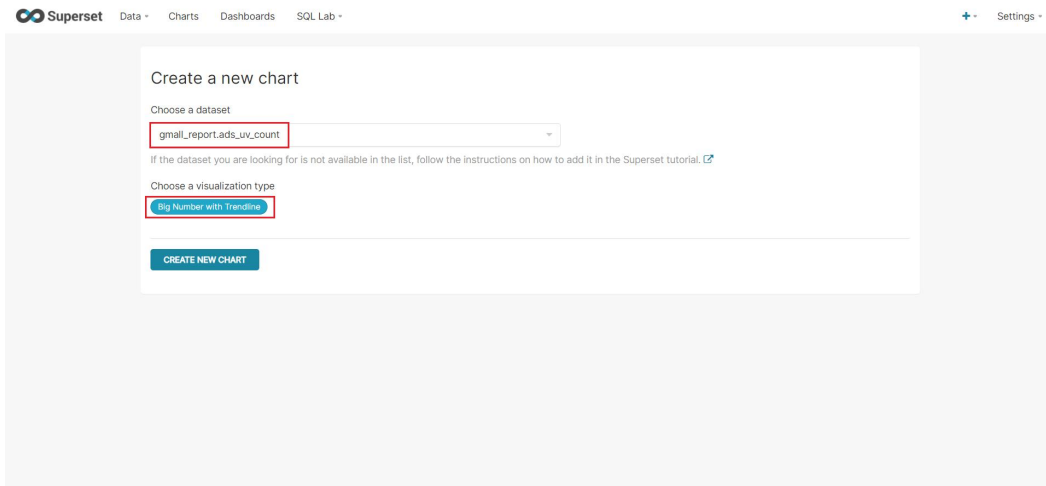 Superset Data Charts Dashboards SQL Lab Settings
Create a new chart
Choose a dataset
gmall_report.ads_uv_count
If the dataset you are looking for is not available in the list, follow the instructions on how to add it in the Superset tutorial.
Choose a visualization type
Big Number with Trendline
CREATE NEW CHART